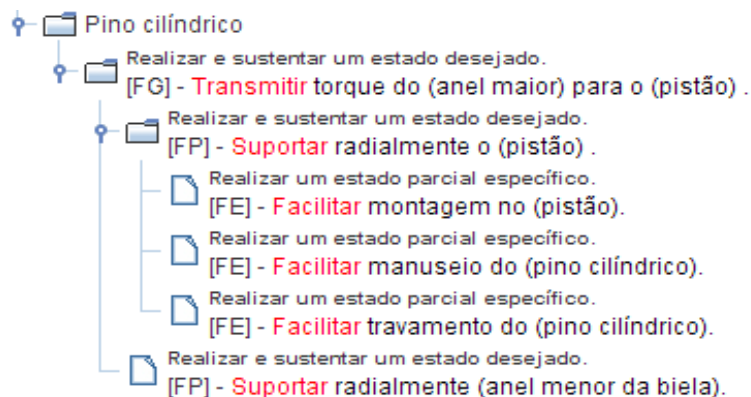 Pino cilíndrico
Realizar e sustentar um estado desejado.
[FG] - Transmitir torque do (anel maior) para o (pistão) .
Realizar e sustentar um estado desejado.
[FP] - Suportar radialmente o (pistão) .
Realizar um estado parcial específico.
[FE] - Facilitar montagem no (pistão).
Realizar um estado parcial específico.
[FE] - Facilitar manuseio do (pino cilíndrico).
Realizar um estado parcial específico.
[FE] - Facilitar travamento do (pino cilíndrico).
Realizar e sustentar um estado desejado.
[FP] - Suportar radialmente (anel menor da biela).